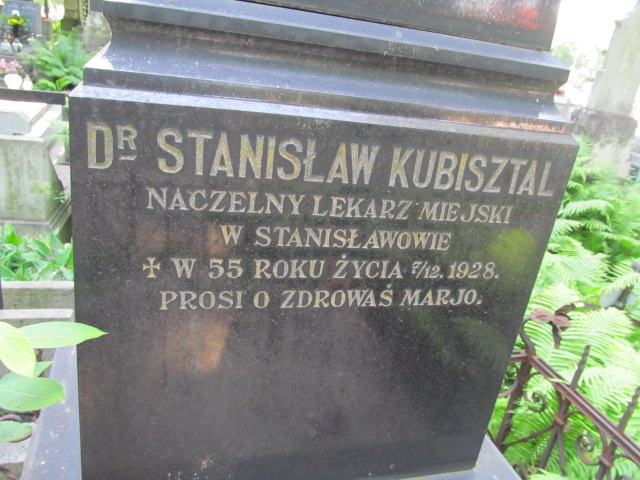 DR STANISŁAW KUBISZTAL
NACZELNY LEKARZ MIEJSKI
W STANISŁAWOWIE
✝ W 55 ROKU ŻYCIA 7/12. 1928.
PROSI O ZDROWAŚ MARJO.